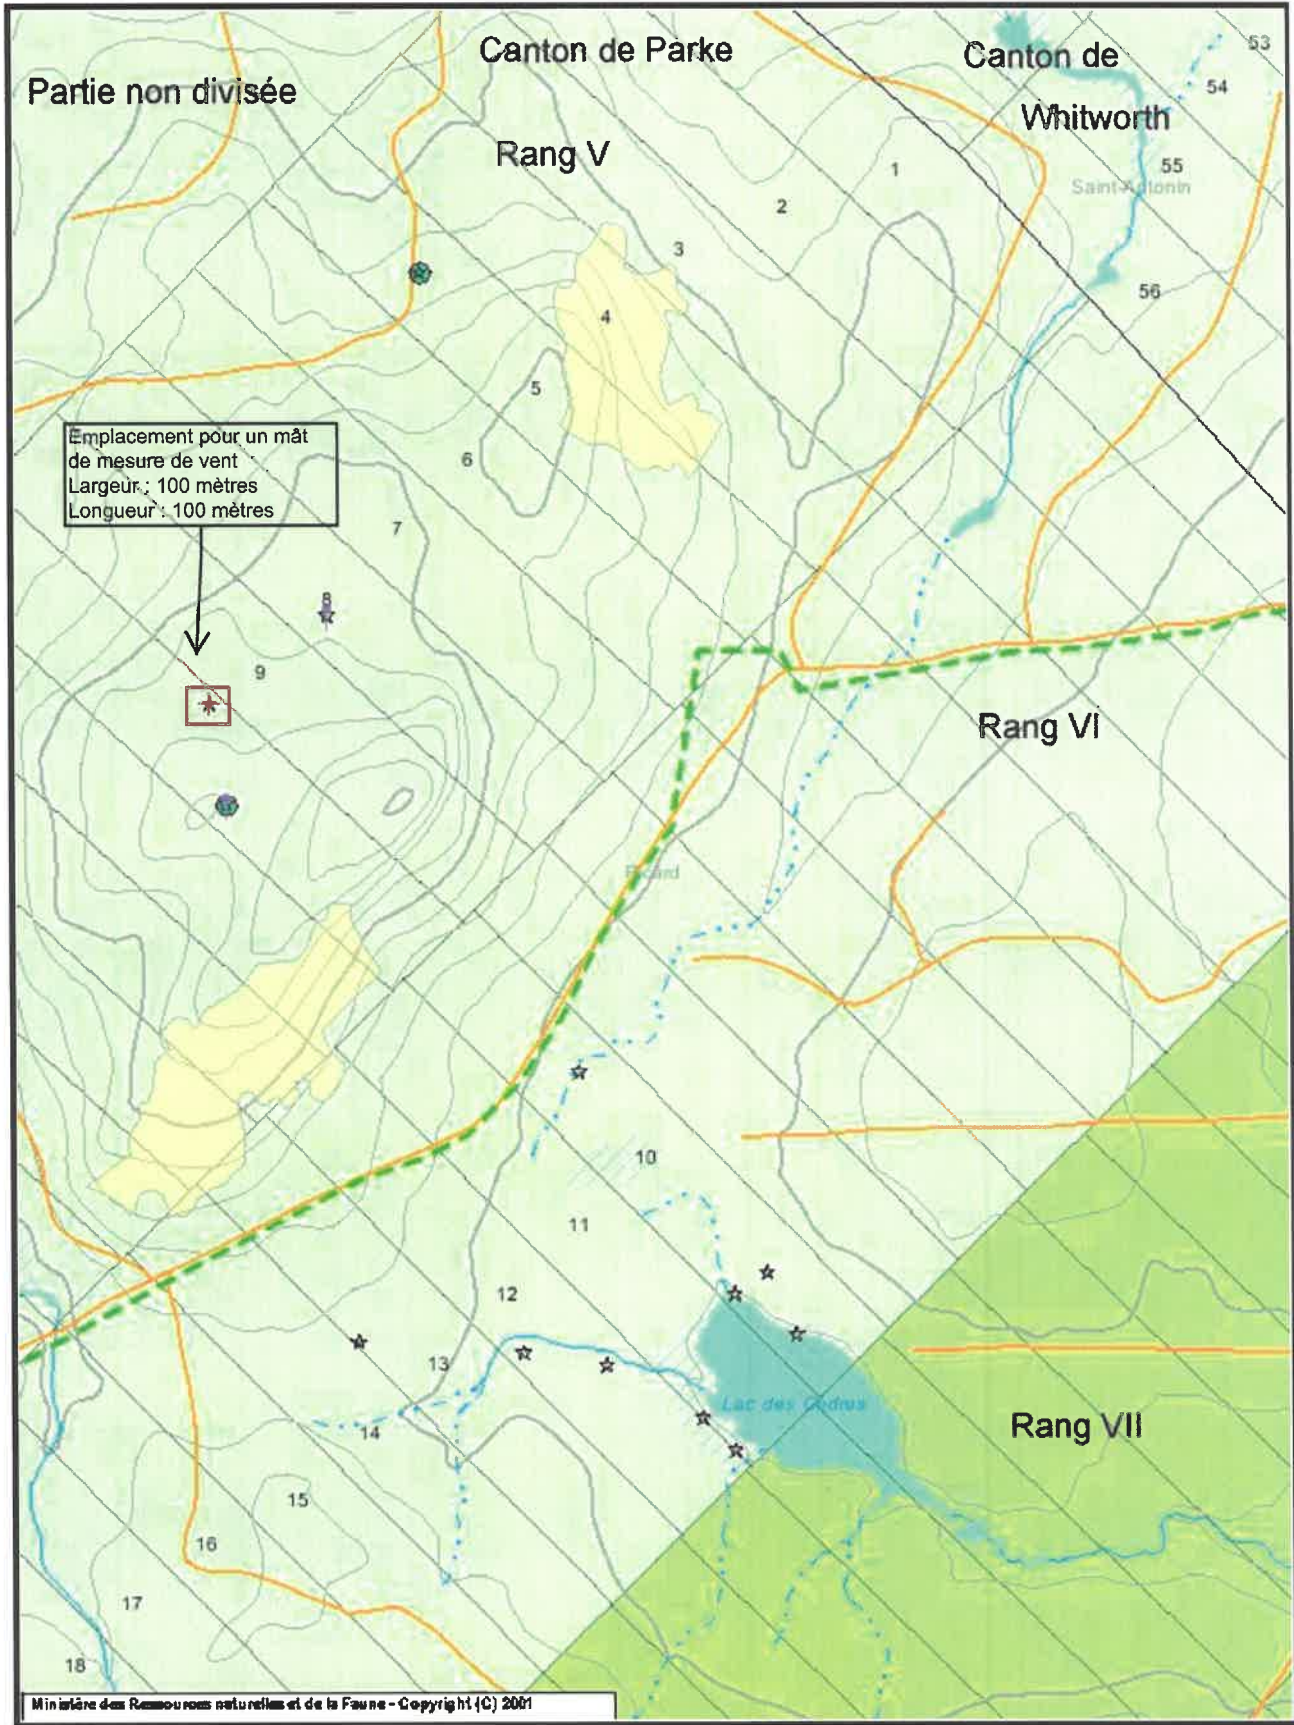 Canton de Parke
Canton de
Whitworth
Partie non divisée
Rang V
53
54
55
Saint-Antonin
56
1
2
3
4
5
6
7
8
9
Emplacement pour un mât
de mesure de vent
Largeur : 100 mètres
Longueur : 100 mètres
Rang VI
Picard
10
11
12
13
14
15
16
17
18
Lac des Cèdres
Rang VII
Ministère des Ressources naturelles et de la Faune - Copyright (C) 2001